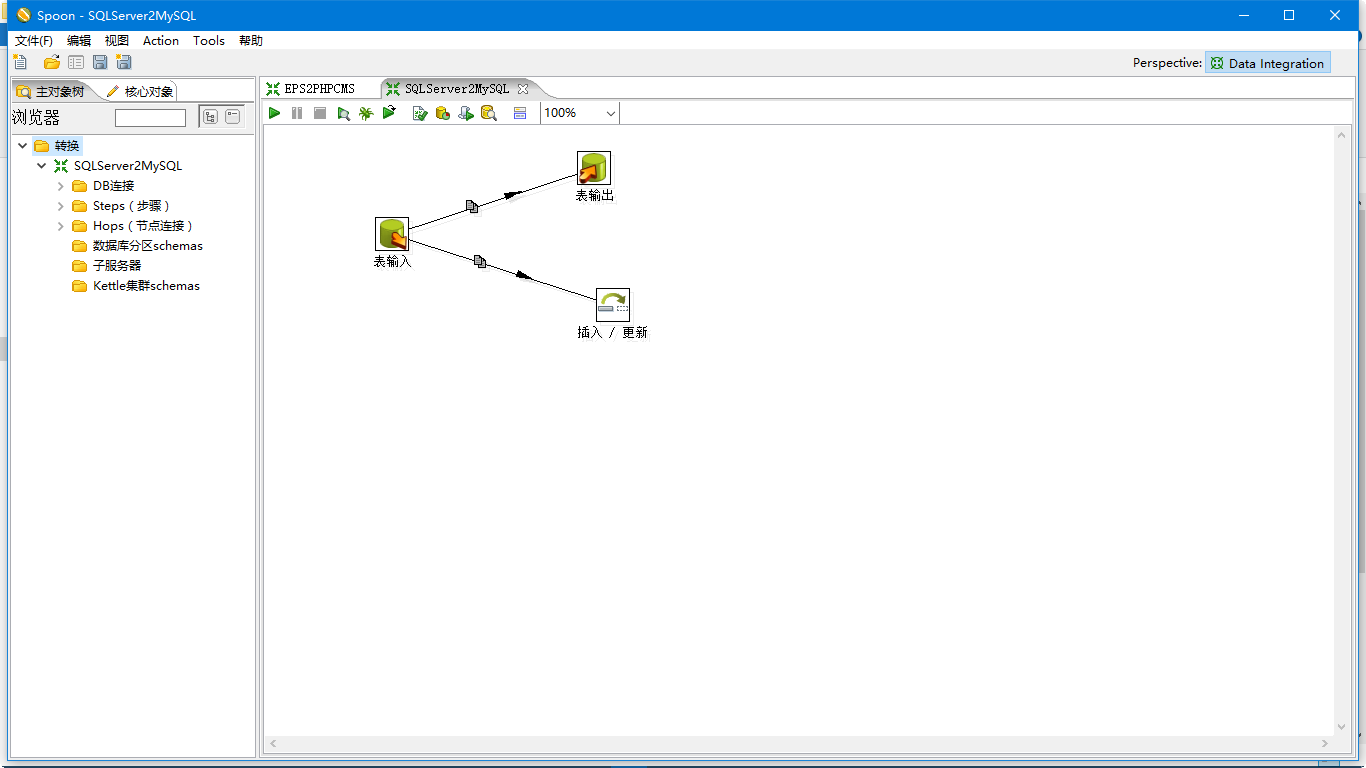 Spoon - SQLServer2MySQL
文件(F) 编辑 视图 Action Tools 帮助
Perspective: Data Integration
主对象树 核心对象
EPS2PHPCMS SQLServer2MySQL
浏览器
100%
转换
SQLServer2MySQL
DB连接
Steps（步骤）
Hops（节点连接）
数据库分区schemas
子服务器
Kettle集群schemas
表输出
表输入
插入 / 更新